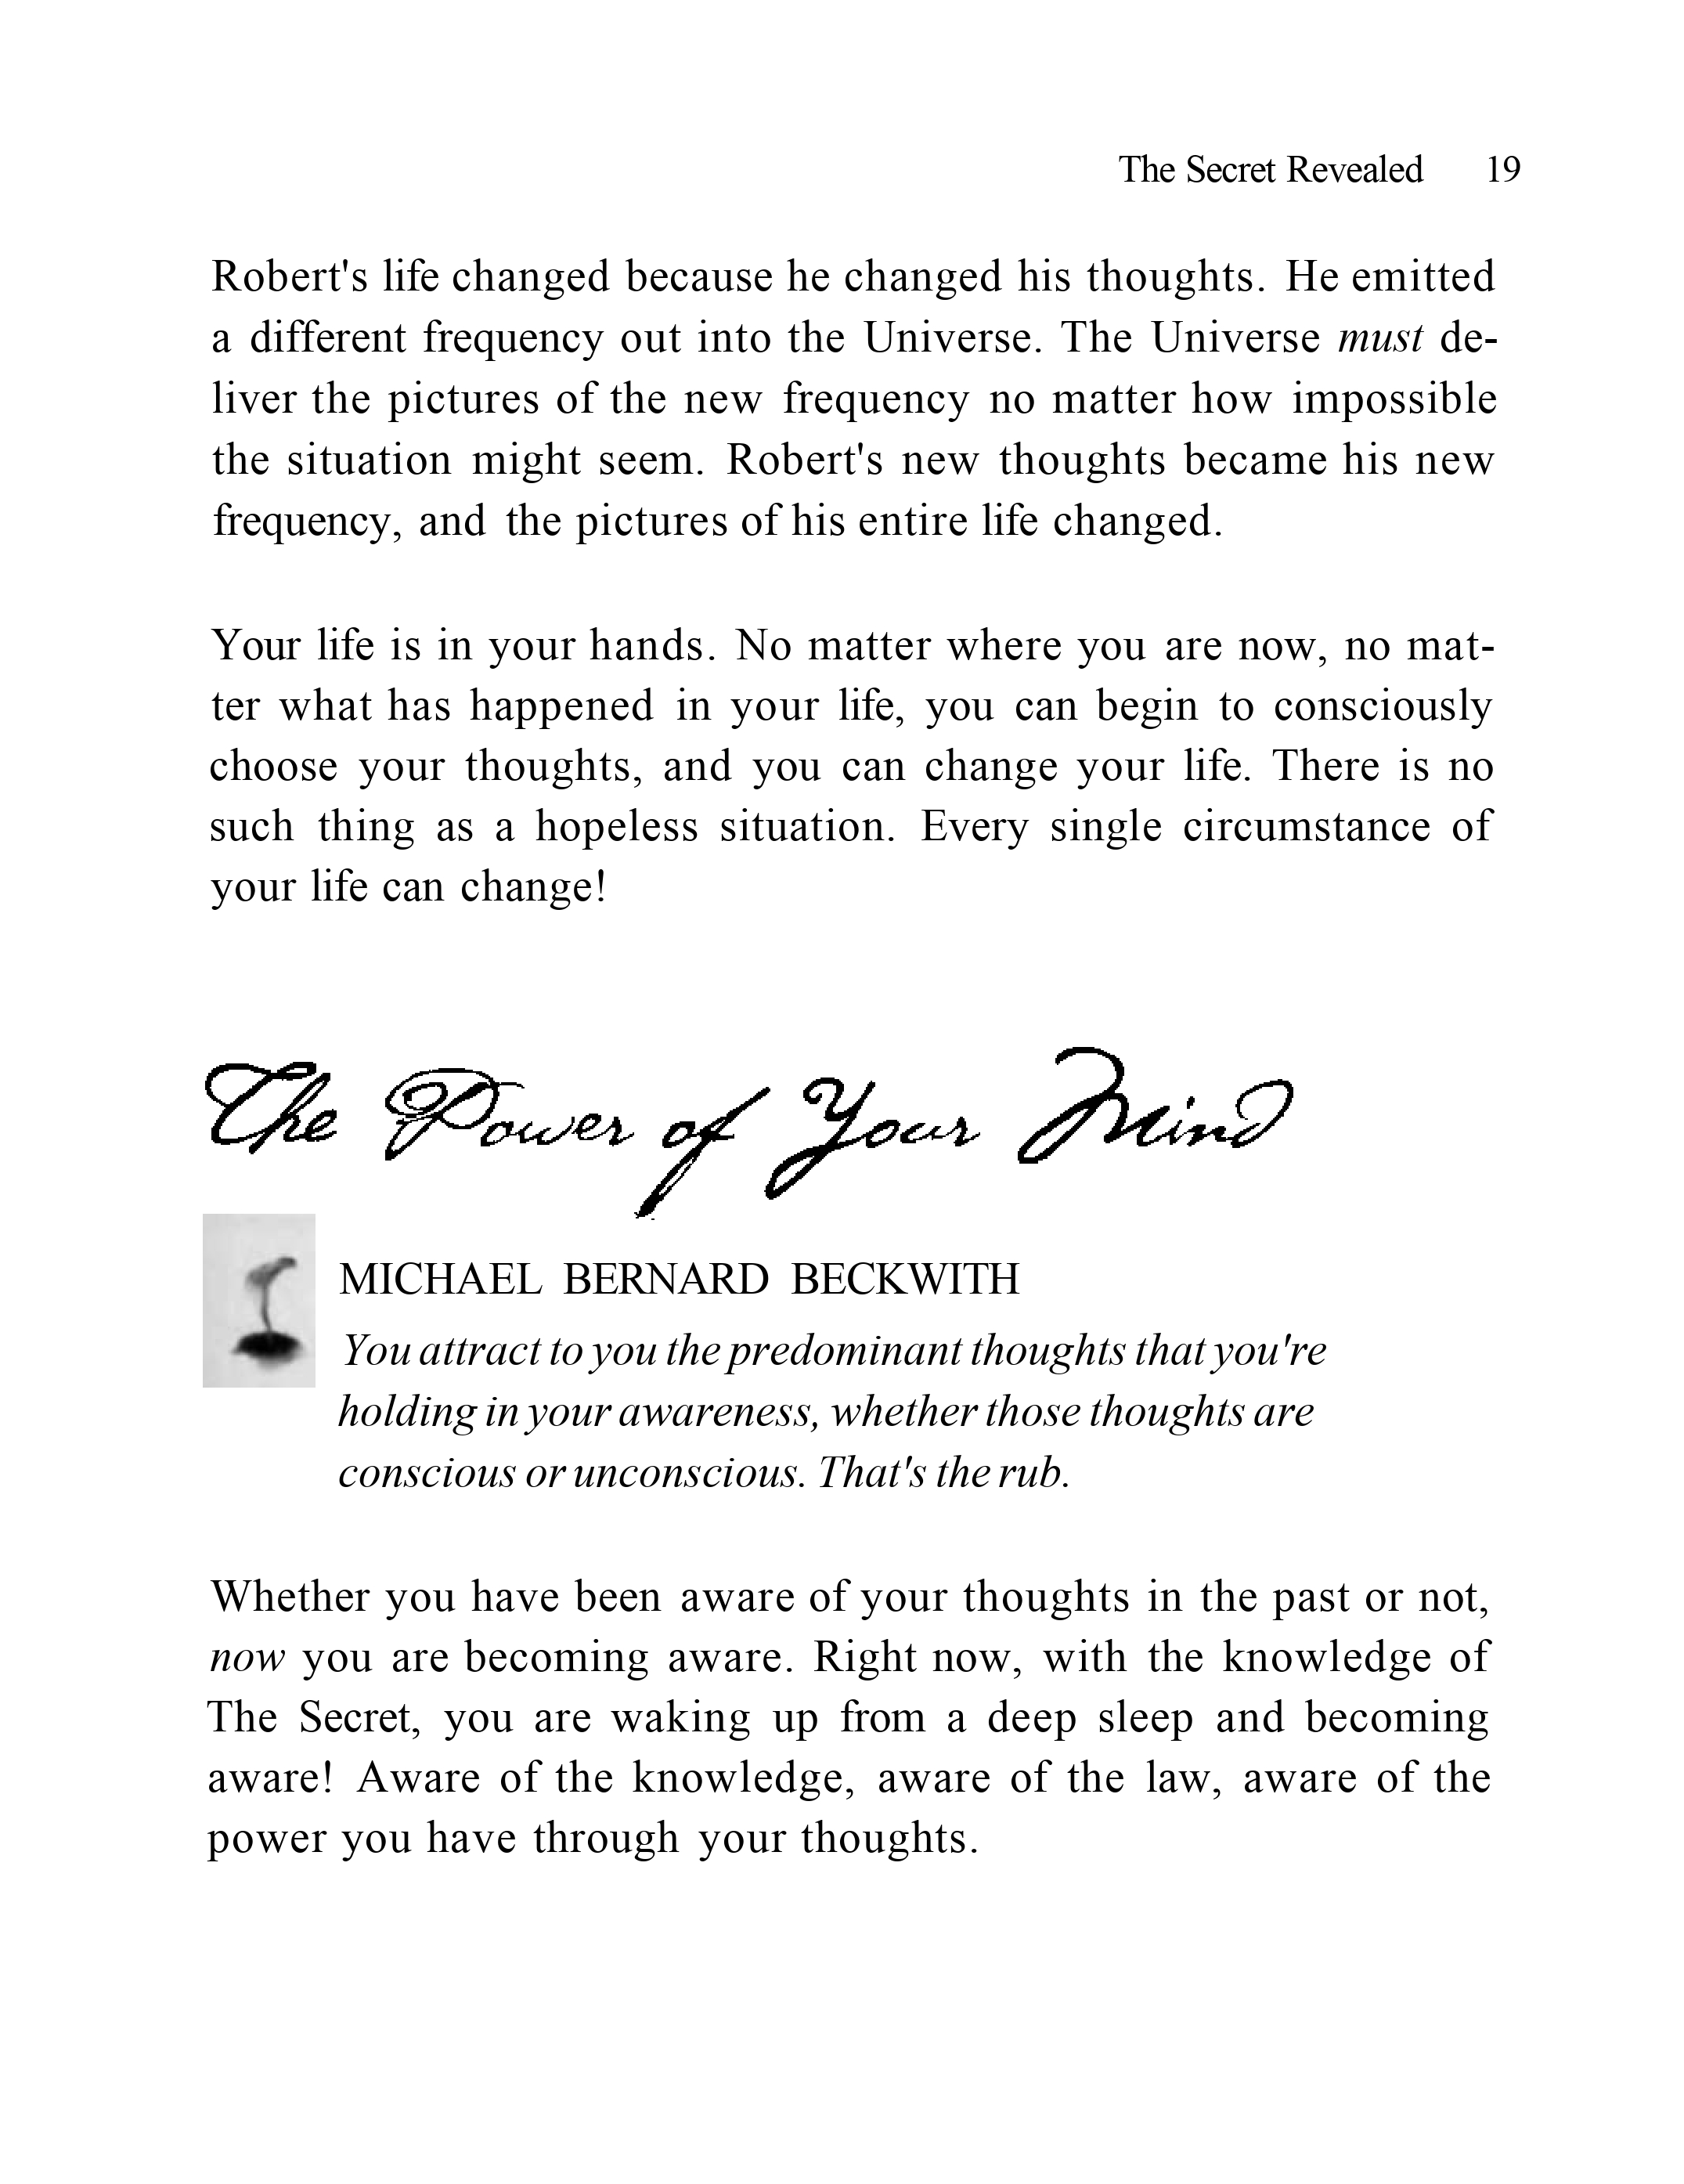 The Secret Revealed 19
Robert's life changed because he changed his thoughts. He emitted
a different frequency out into the Universe. The Universe must de-
liver the pictures of the new frequency no matter how impossible
the situation might seem. Robert's new thoughts became his new
frequency, and the pictures of his entire life changed.
Your life is in your hands. No matter where you are now, no mat-
ter what has happened in your life, you can begin to consciously
choose your thoughts, and you can change your life. There is no
such thing as a hopeless situation. Every single circumstance of
your life can change!
The Power of Your Mind
MICHAEL BERNARD BECKWITH
You attract to you the predominant thoughts that you're
holding in your awareness, whether those thoughts are
conscious or unconscious. That's the rub.
Whether you have been aware of your thoughts in the past or not,
now you are becoming aware. Right now, with the knowledge of
The Secret, you are waking up from a deep sleep and becoming
aware! Aware of the knowledge, aware of the law, aware of the
power you have through your thoughts.